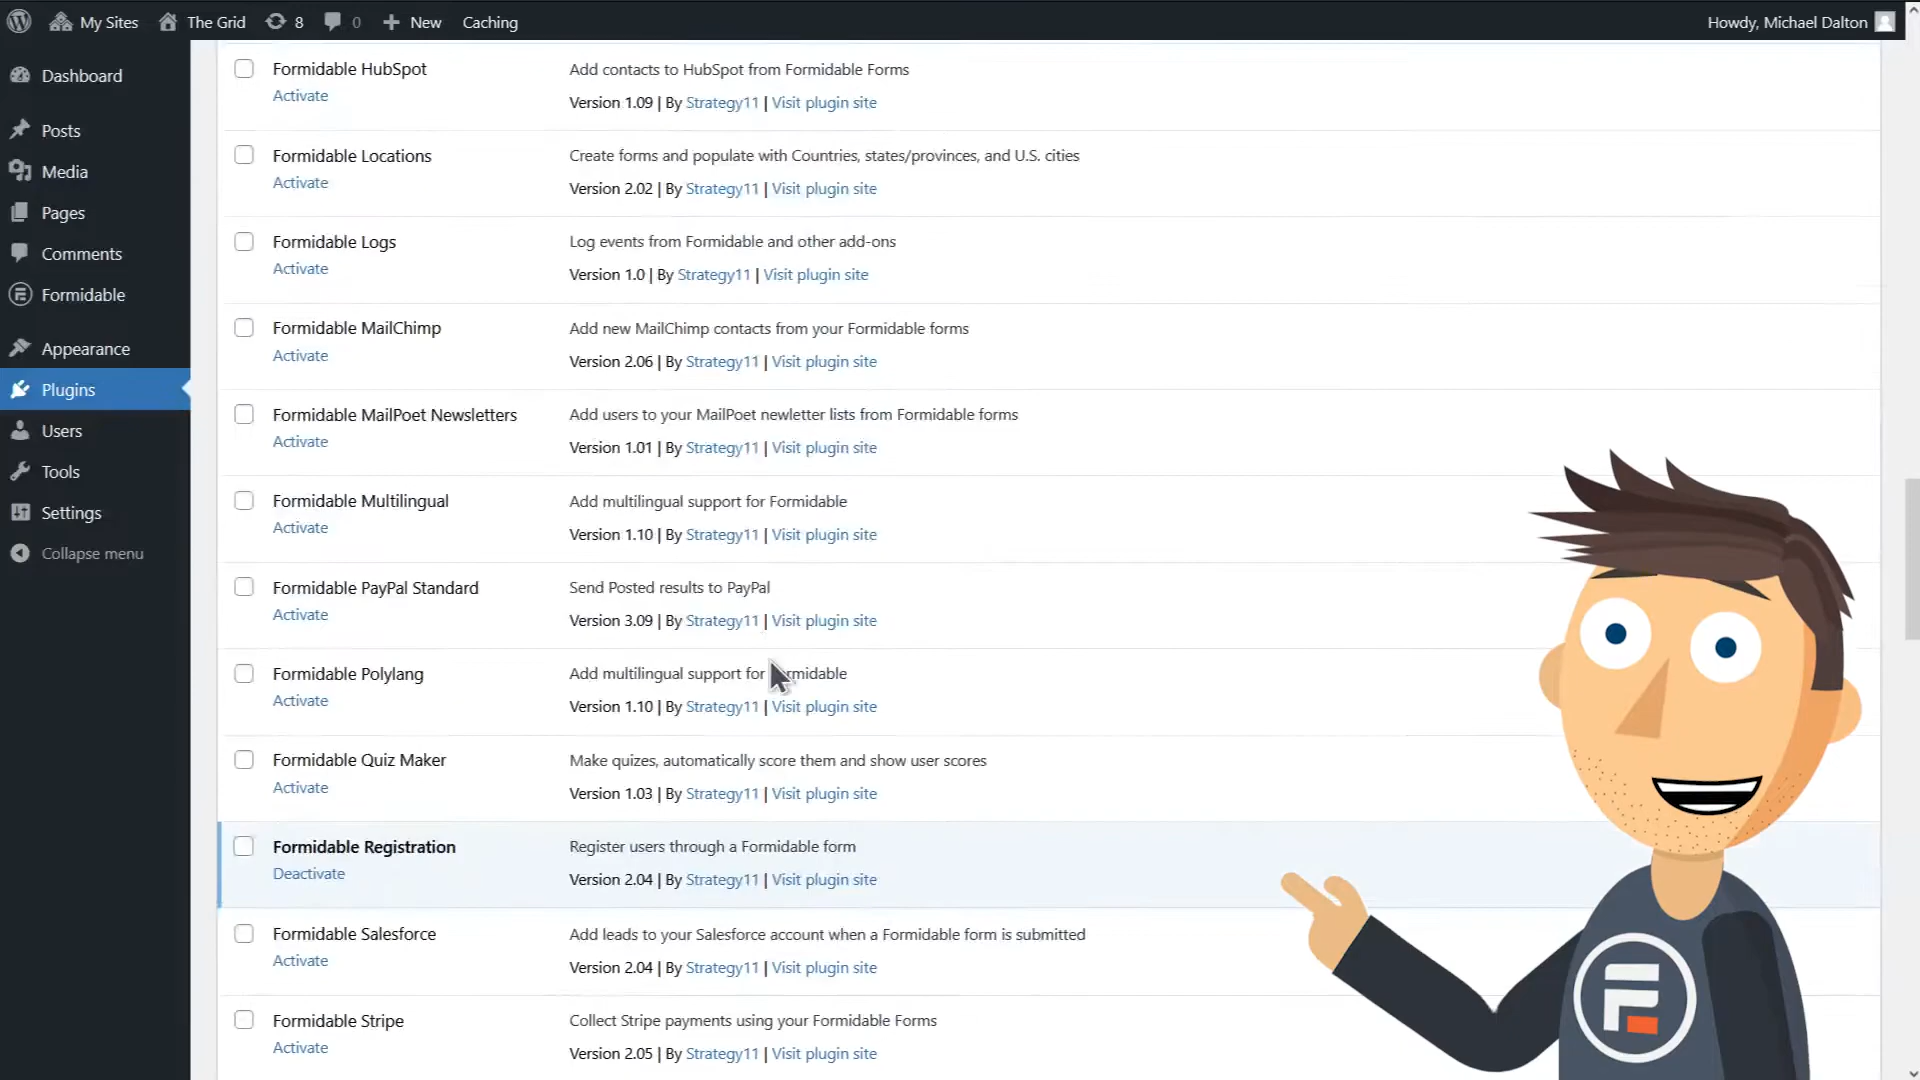 My Sites The Grid 8 0 New Caching Howdy, Michael Dalton
Dashboard
Posts
Media
Pages
Comments
Formidable
Appearance
Plugins
Users
Tools
Settings
Collapse menu
Formidable HubSpot Add contacts to HubSpot from Formidable Forms
Activate Version 1.09 | By Strategy11 | Visit plugin site
Formidable Locations Create forms and populate with Countries, states/provinces, and U.S. cities
Activate Version 2.02 | By Strategy11 | Visit plugin site
Formidable Logs Log events from Formidable and other add-ons
Activate Version 1.0 | By Strategy11 | Visit plugin site
Formidable MailChimp Add new MailChimp contacts from your Formidable forms
Activate Version 2.06 | By Strategy11 | Visit plugin site
Formidable MailPoet Newsletters Add users to your MailPoet newletter lists from Formidable forms
Activate Version 1.01 | By Strategy11 | Visit plugin site
Formidable Multilingual Add multilingual support for Formidable
Activate Version 1.10 | By Strategy11 | Visit plugin site
Formidable PayPal Standard Send Posted results to PayPal
Activate Version 3.09 | By Strategy11 | Visit plugin site
Formidable Polylang Add multilingual support for Formidable
Activate Version 1.10 | By Strategy11 | Visit plugin site
Formidable Quiz Maker Make quizes, automatically score them and show user scores
Activate Version 1.03 | By Strategy11 | Visit plugin site
Formidable Registration Register users through a Formidable form
Deactivate Version 2.04 | By Strategy11 | Visit plugin site
Formidable Salesforce Add leads to your Salesforce account when a Formidable form is submitted
Activate Version 2.04 | By Strategy11 | Visit plugin site
Formidable Stripe Collect Stripe payments using your Formidable Forms
Activate Version 2.05 | By Strategy11 | Visit plugin site